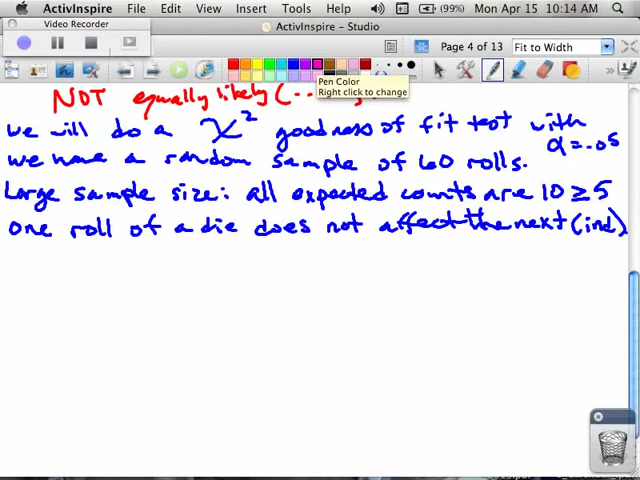 ActivInspire File Edit View Insert Tools (99%) Mon Apr 15 10:14 AM
Video Recorder
ActivInspire - Studio
Page 4 of 13 Fit to Width
Pen Color
Right click to change
NOT equally likely (...
we will do a χ² goodness of fit test with
α=.05
we have a random sample of 60 rolls.
Large sample size: all expected counts are 10 ≥ 5
one roll of a die does not affect the next (ind)